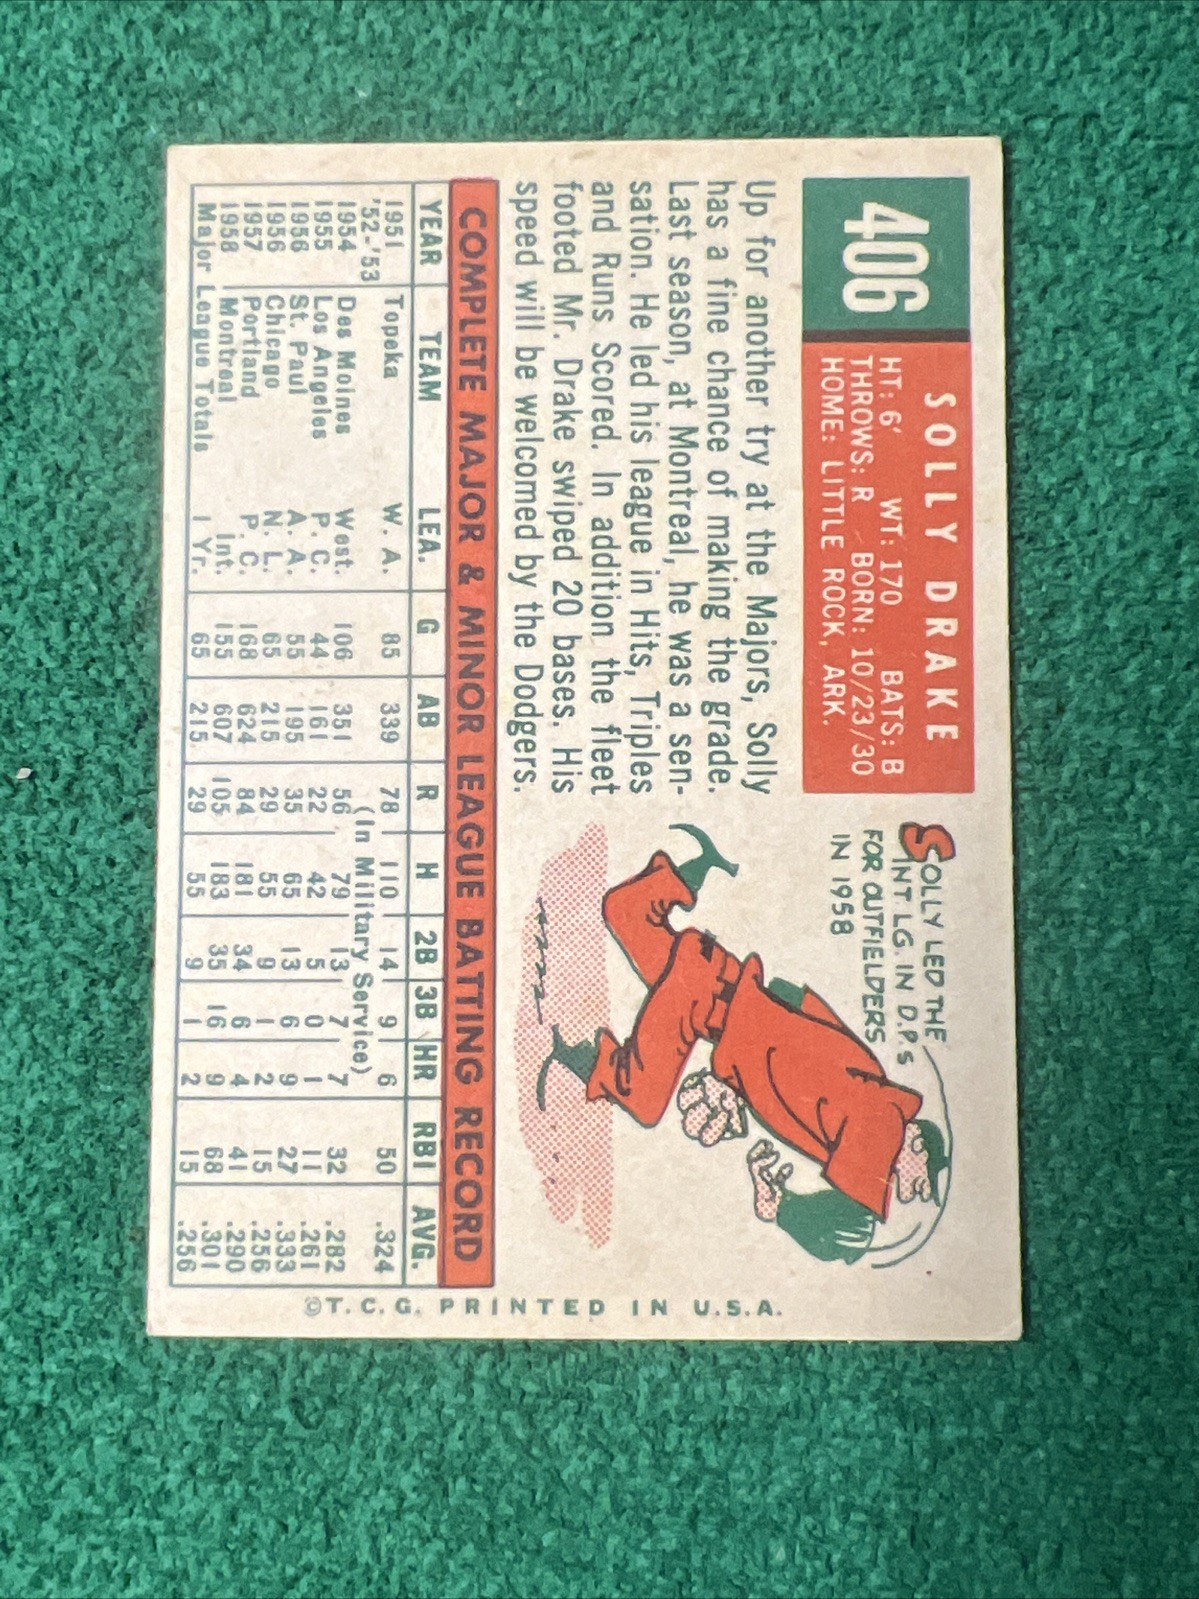 406
SOLLY DRAKE
HT: 6' WT: 170 BATS: B
THROWS: R BORN: 10/23/30
HOME: LITTLE ROCK, ARK.
Up for another try at the Majors, Solly
has a fine chance of making the grade.
Last season, at Montreal, he was a sen-
sation. He led his league in Hits, Triples
and Runs Scored. In addition the fleet
footed Mr. Drake swiped 20 bases. His
speed will be welcomed by the Dodgers.
SOLLY LED THE
INT. LG. IN D.P.s
FOR OUTFIELDERS
IN 1958
COMPLETE MAJOR & MINOR LEAGUE BATTING RECORD
YEAR TEAM LEA. G AB R H 2B 3B HR RBI AVG.
1951 Topeka W. A. 85 339 78 110 14 9 6 50 .324
'52-'53 (In Military Service)
1954 Des Moines West. 106 351 56 79 13 7 7 32 .282
1955 Los Angeles P. C. 44 161 22 42 5 0 1 11 .261
1956 St. Paul A. A. 55 195 35 65 13 6 9 27 .333
1956 Chicago N. L. 65 215 29 55 9 1 2 15 .256
1957 Portland P. C. 168 624 84 181 34 6 4 41 .290
1958 Montreal Int. 155 607 105 183 35 16 9 68 .301
Major League Totals 1 Yr. 65 215 29 55 9 1 2 15 .256
©T. C. G. PRINTED IN U.S.A.